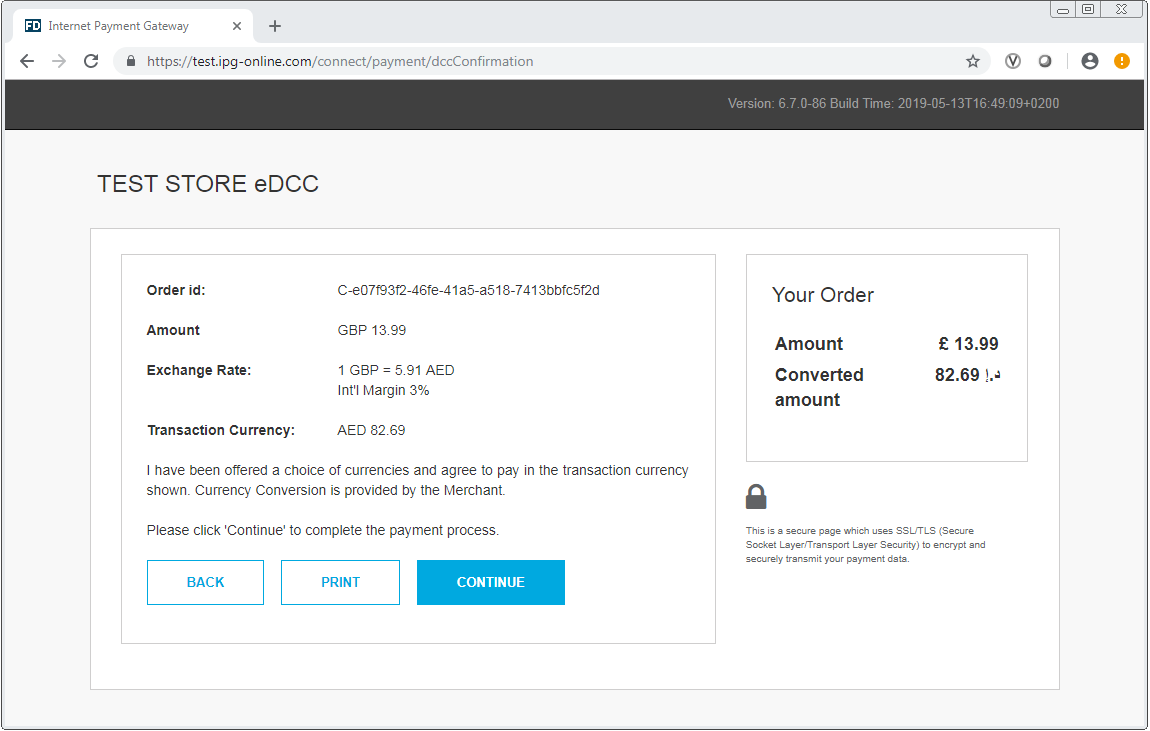 FD Internet Payment Gateway
https://test.ipg-online.com/connect/payment/dccConfirmation
Version: 6.7.0-86 Build Time: 2019-05-13T16:49:09+0200
TEST STORE eDCC
Order id: C-e07f93f2-46fe-41a5-a518-7413bbfc5f2d
Amount GBP 13.99
Exchange Rate: 1 GBP = 5.91 AED
Int'l Margin 3%
Transaction Currency: AED 82.69
I have been offered a choice of currencies and agree to pay in the transaction currency
shown. Currency Conversion is provided by the Merchant.
Please click 'Continue' to complete the payment process.
BACK PRINT CONTINUE
Your Order
Amount £ 13.99
Converted 82.69
amount
This is a secure page which uses SSL/TLS (Secure
Socket Layer/Transport Layer Security) to encrypt and
securely transmit your payment data.